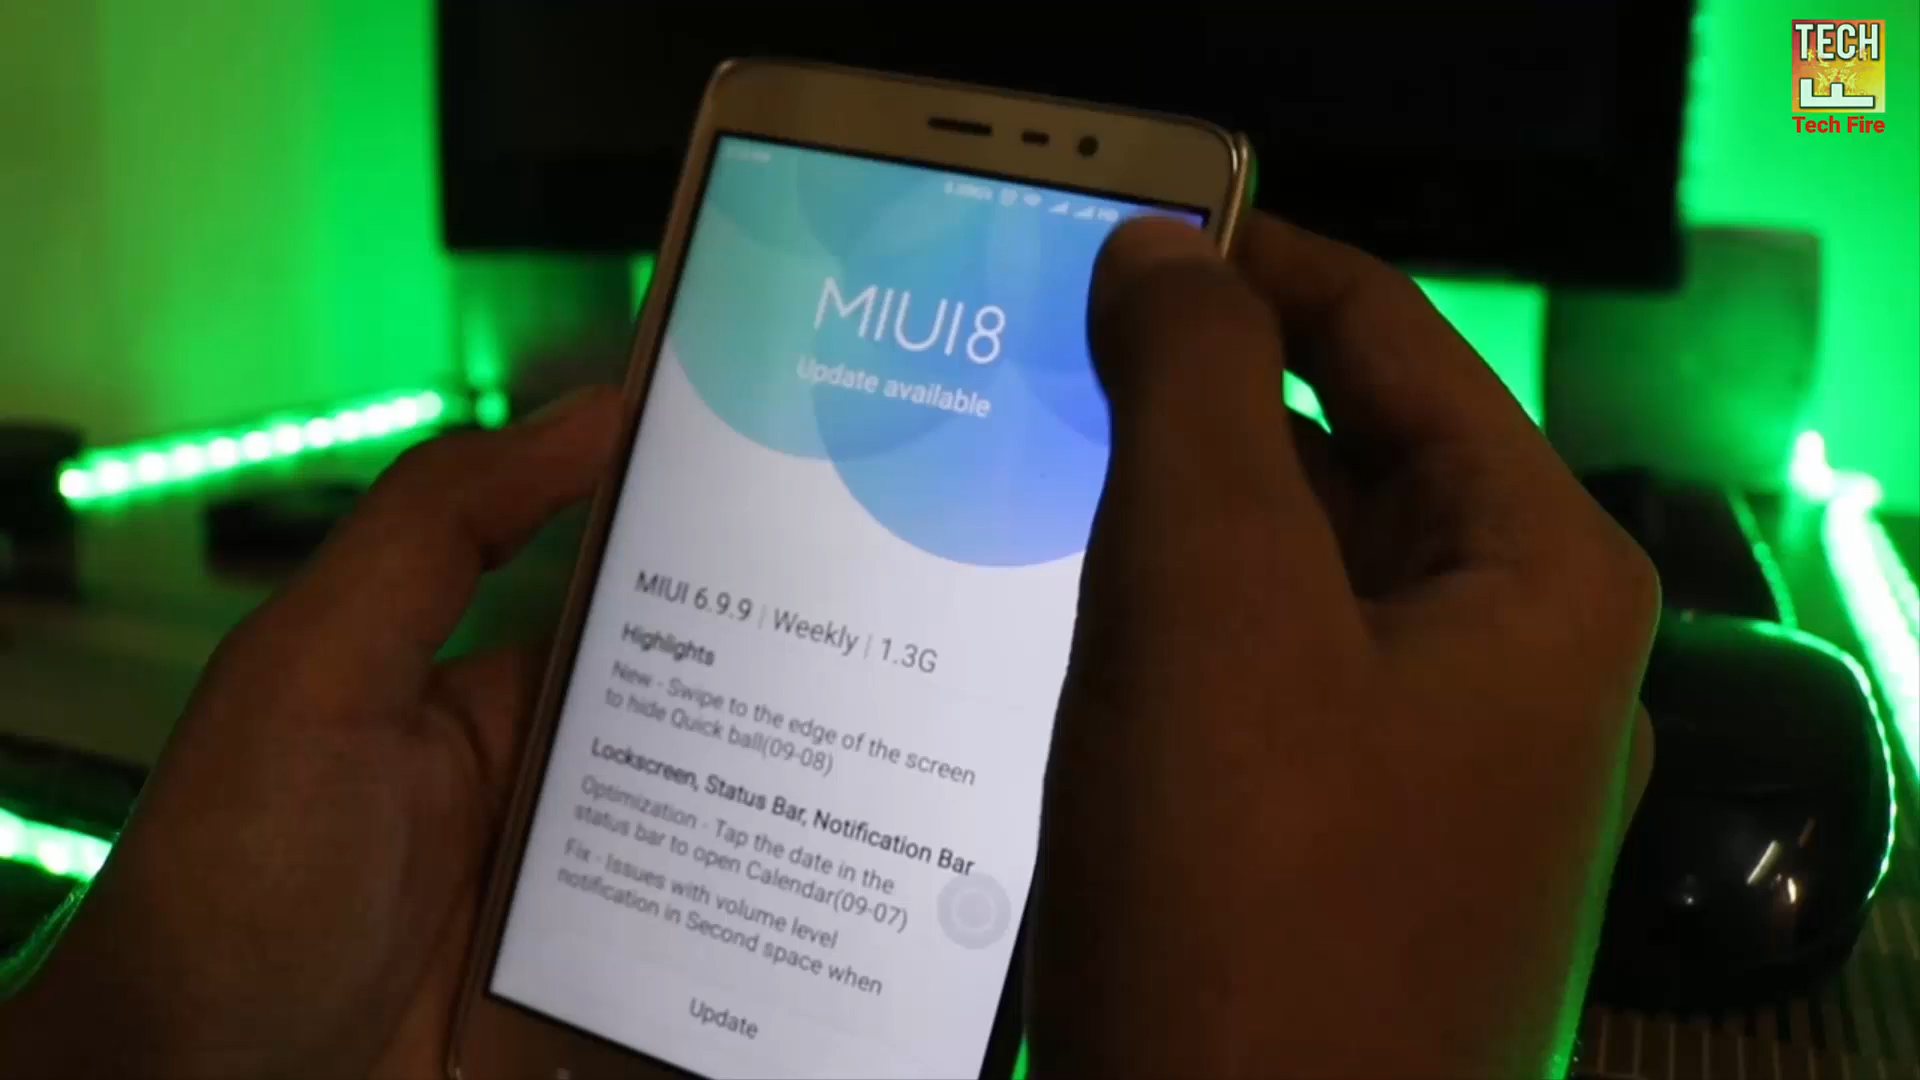 TECH
F
Tech Fire
MIUI8
Update available
MIUI 6.9.9 | Weekly | 1.3G
Highlights
New - Swipe to the edge of the screen
to hide Quick ball(09-08)
Lockscreen, Status Bar, Notification Bar
Optimization - Tap the date in the
status bar to open Calendar(09-07)
Fix - Issues with volume level
notification in Second space when
Update